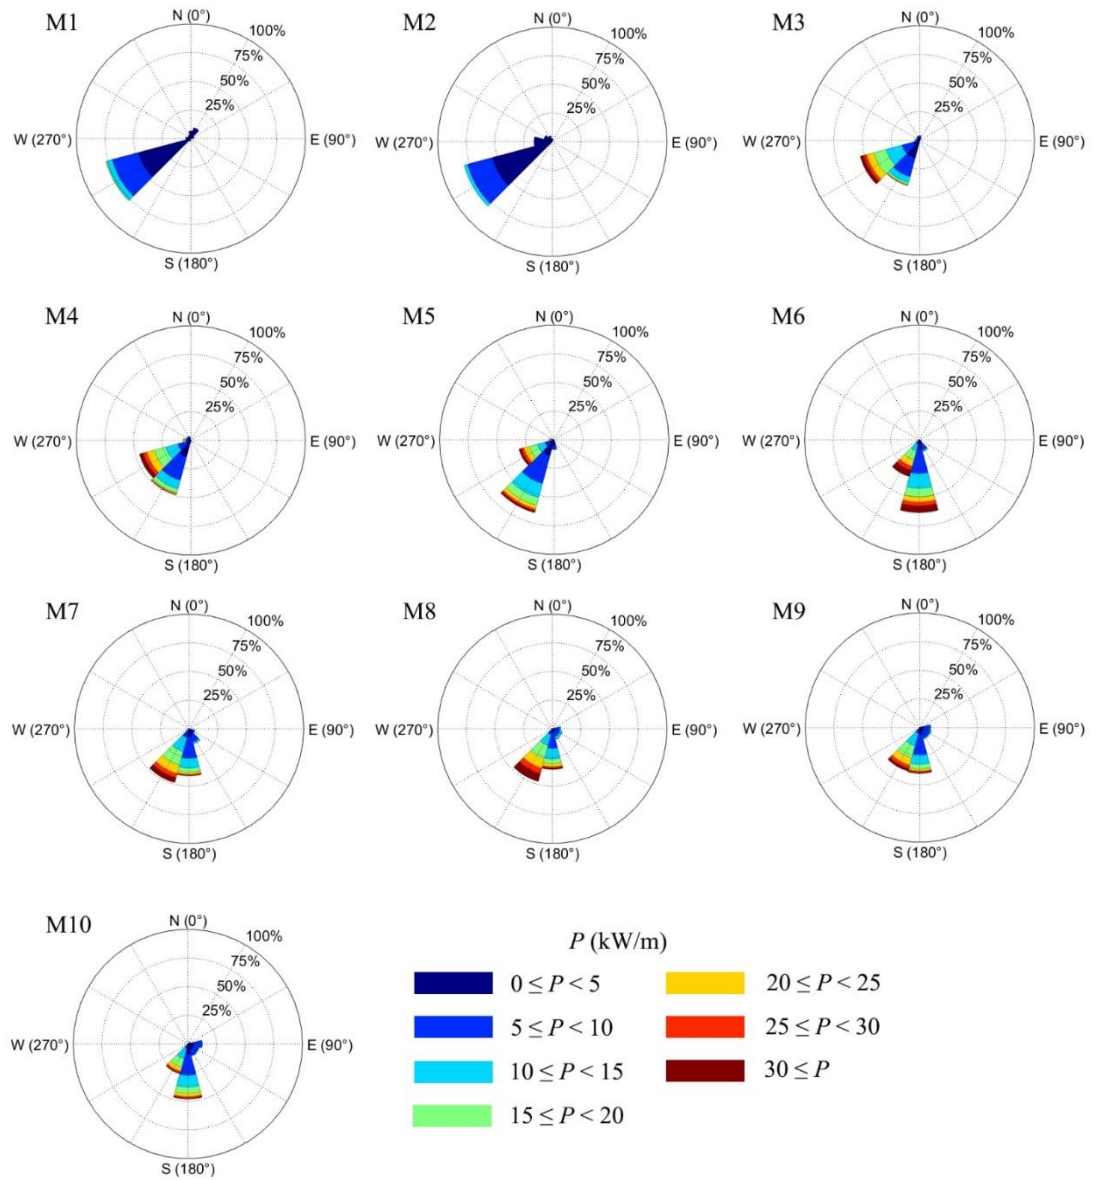 M1
N (0°)
100%
75%
50%
25%
W (270°)
E (90°)
S (180°)
M2
N (0°)
100%
75%
50%
25%
W (270°)
E (90°)
S (180°)
M3
N (0°)
100%
75%
50%
25%
W (270°)
E (90°)
S (180°)
M4
N (0°)
100%
75%
50%
25%
W (270°)
E (90°)
S (180°)
M5
N (0°)
100%
75%
50%
25%
W (270°)
E (90°)
S (180°)
M6
N (0°)
100%
75%
50%
25%
W (270°)
E (90°)
S (180°)
M7
N (0°)
100%
75%
50%
25%
W (270°)
E (90°)
S (180°)
M8
N (0°)
100%
75%
50%
25%
W (270°)
E (90°)
S (180°)
M9
N (0°)
100%
75%
50%
25%
W (270°)
E (90°)
S (180°)
M10
N (0°)
100%
75%
50%
25%
W (270°)
E (90°)
S (180°)
P (kW/m)
0 ≤ P < 5
5 ≤ P < 10
10 ≤ P < 15
15 ≤ P < 20
20 ≤ P < 25
25 ≤ P < 30
30 ≤ P